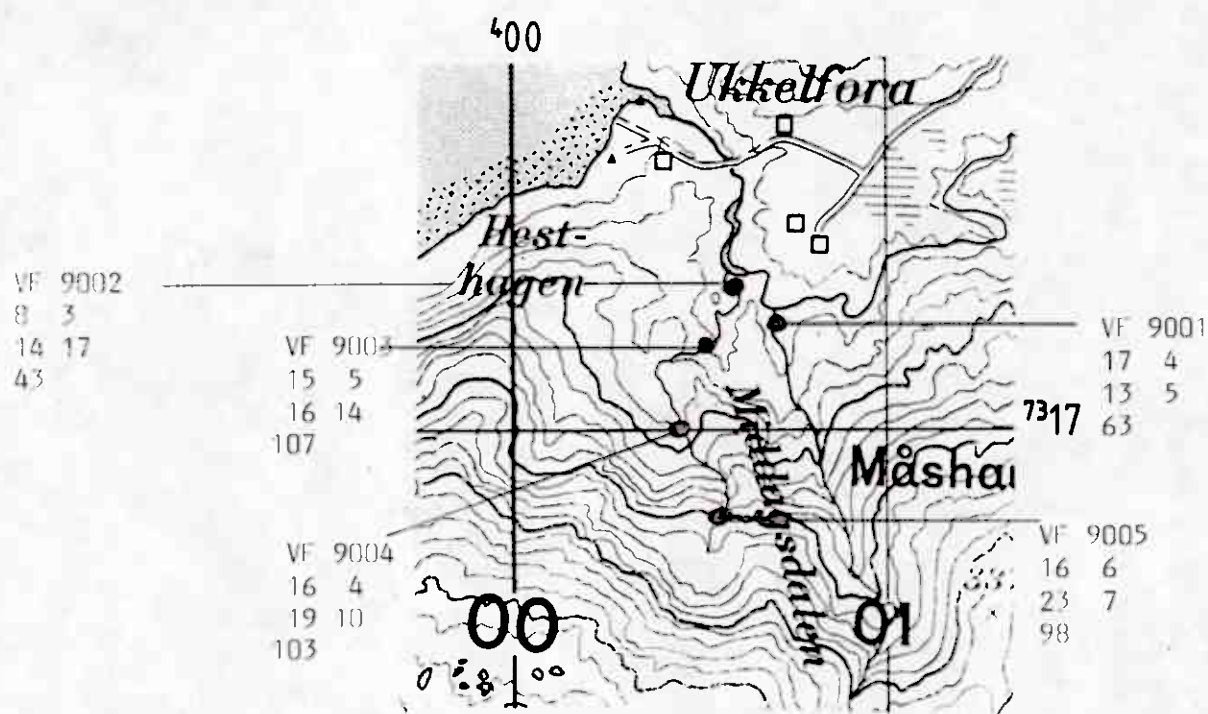 ⁴00
Ukkelfora
Hest-
hagen
VF 9002
8 3
14 17
43
VF 9003
15 5
16 14
107
VF 9001
17 4
13 5
63
⁷³17
Måsha
Middagsdalen
VF 9004
16 4
19 10
103
VF 9005
16 6
23 7
98
00
01